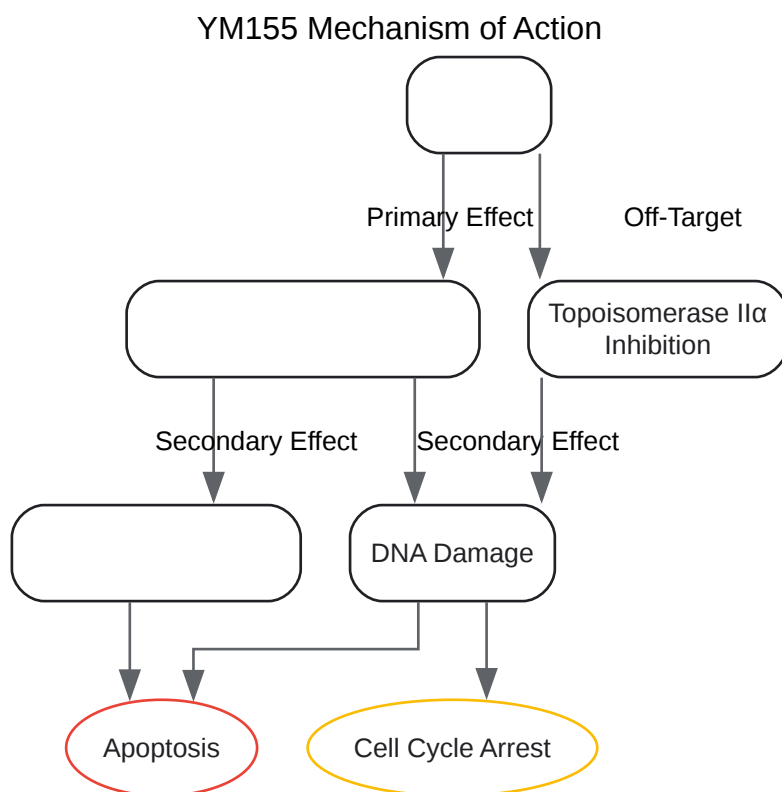 YM155 Mechanism of Action
Primary Effect
Off-Target
Topoisomerase IIα
Inhibition
Secondary Effect
Secondary Effect
DNA Damage
Apoptosis
Cell Cycle Arrest